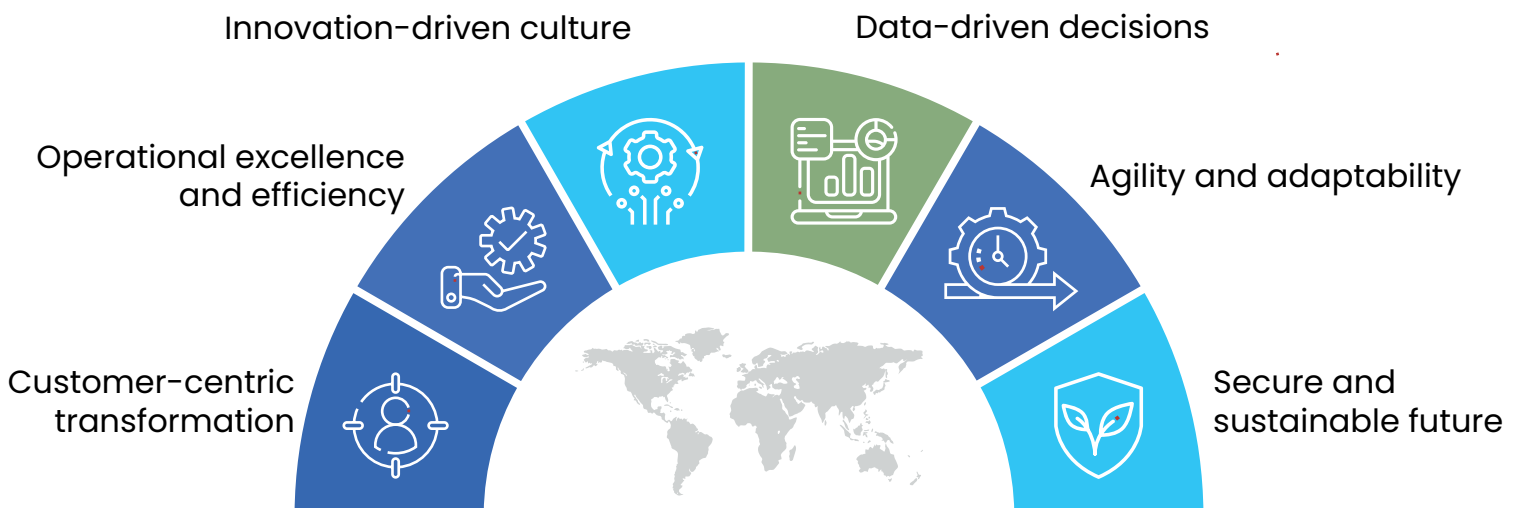 Innovation-driven culture
Data-driven decisions
Operational excellence
and efficiency
Agility and adaptability
Customer-centric
transformation
Secure and
sustainable future